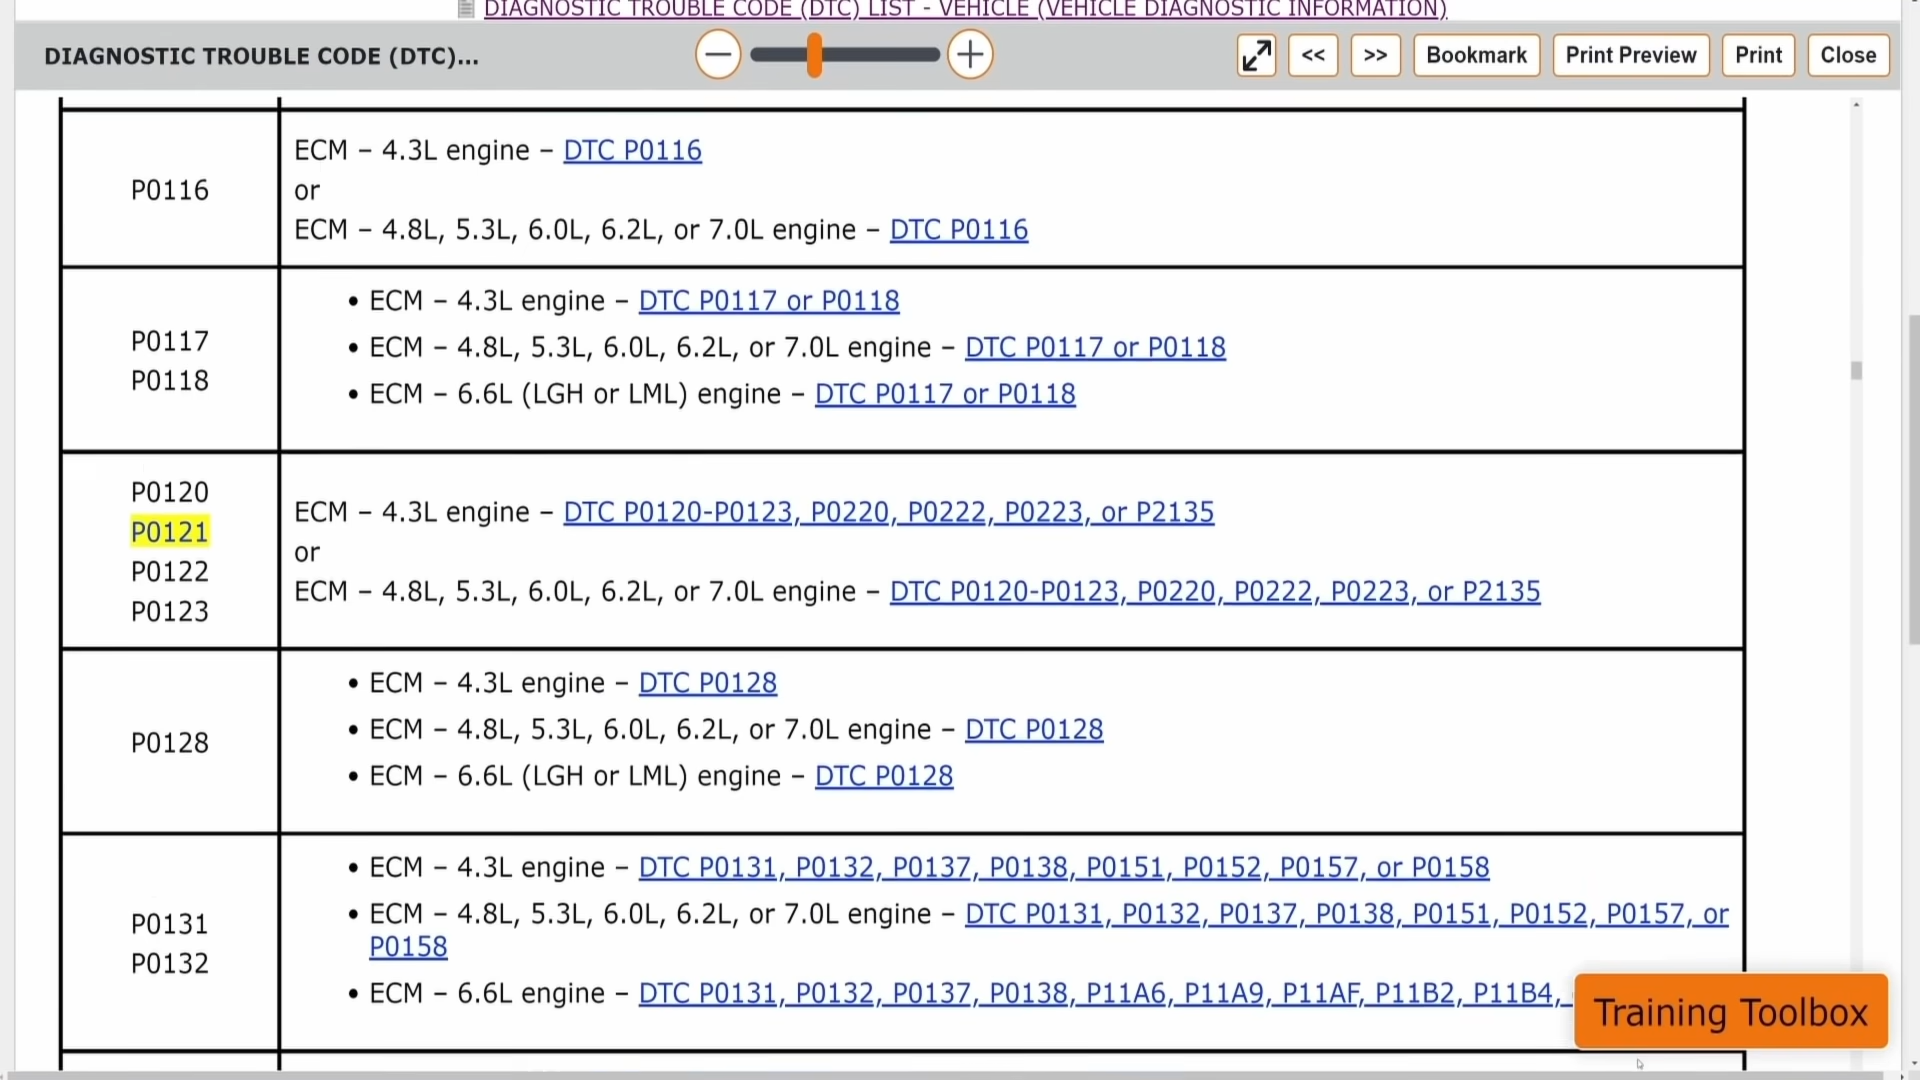 DIAGNOSTIC TROUBLE CODE (DTC) LIST - VEHICLE (VEHICLE DIAGNOSTIC INFORMATION)
DIAGNOSTIC TROUBLE CODE (DTC)...
<< >> Bookmark Print Preview Print Close
P0116
ECM – 4.3L engine – DTC P0116
or
ECM – 4.8L, 5.3L, 6.0L, 6.2L, or 7.0L engine – DTC P0116
P0117
P0118
• ECM – 4.3L engine – DTC P0117 or P0118
• ECM – 4.8L, 5.3L, 6.0L, 6.2L, or 7.0L engine – DTC P0117 or P0118
• ECM – 6.6L (LGH or LML) engine – DTC P0117 or P0118
P0120
P0121
P0122
P0123
ECM – 4.3L engine – DTC P0120-P0123, P0220, P0222, P0223, or P2135
or
ECM – 4.8L, 5.3L, 6.0L, 6.2L, or 7.0L engine – DTC P0120-P0123, P0220, P0222, P0223, or P2135
P0128
• ECM – 4.3L engine – DTC P0128
• ECM – 4.8L, 5.3L, 6.0L, 6.2L, or 7.0L engine – DTC P0128
• ECM – 6.6L (LGH or LML) engine – DTC P0128
P0131
P0132
• ECM – 4.3L engine – DTC P0131, P0132, P0137, P0138, P0151, P0152, P0157, or P0158
• ECM – 4.8L, 5.3L, 6.0L, 6.2L, or 7.0L engine – DTC P0131, P0132, P0137, P0138, P0151, P0152, P0157, or
P0158
• ECM – 6.6L engine – DTC P0131, P0132, P0137, P0138, P11A6, P11A9, P11AF, P11B2, P11B4,
Training Toolbox